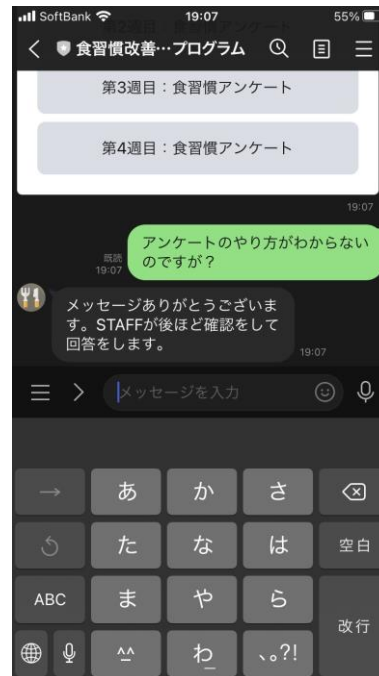 SoftBank 19:07 55%
食習慣改善…プログラム
第3週目：食習慣アンケート
第4週目：食習慣アンケート
19:07
アンケートのやり方がわからない
のですが？
既読
19:07
メッセージありがとうございま
す。STAFFが後ほど確認をして
回答をします。
19:07
メッセージを入力
→ あ か さ
た な は 空白
ABC ま や ら
改行
^^ わ 、。?!